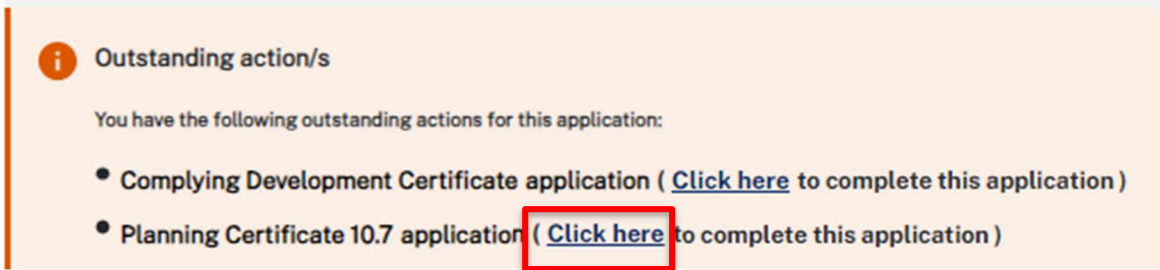 Outstanding action/s
You have the following outstanding actions for this application:
• Complying Development Certificate application ( Click here to complete this application )
• Planning Certificate 10.7 application ( Click here to complete this application )